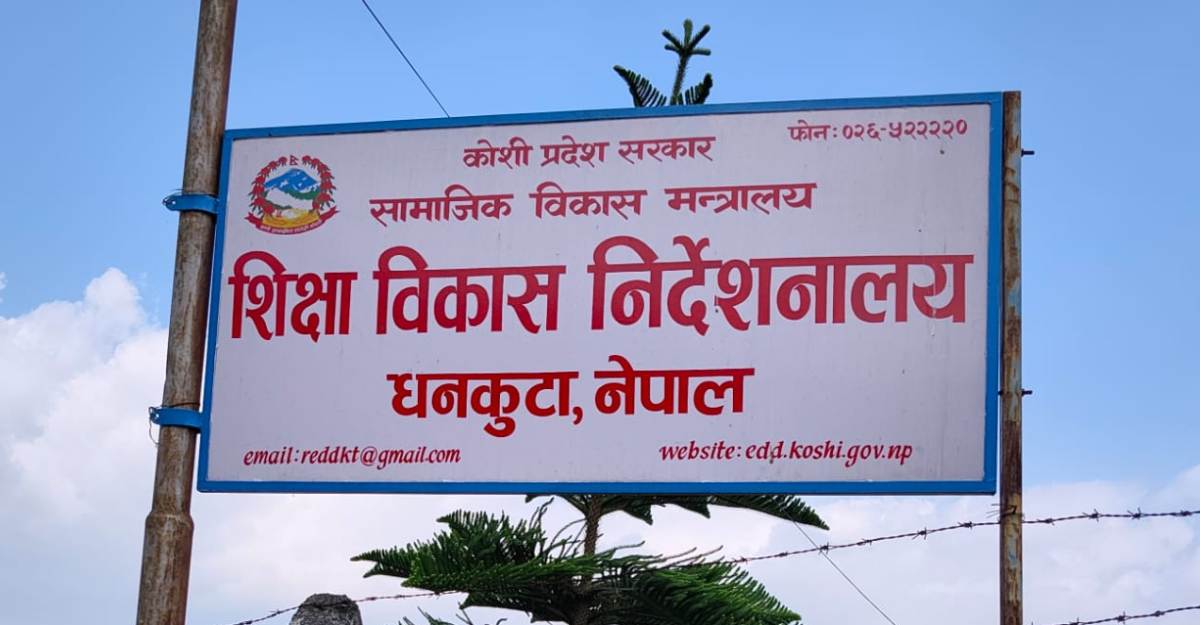 फोन: ०२६-५२२२२०
कोशी प्रदेश सरकार
सामाजिक विकास मन्त्रालय
शिक्षा विकास निर्देशनालय
धनकुटा, नेपाल
email: reddkt@gmail.com
website: edd.koshi.gov.np